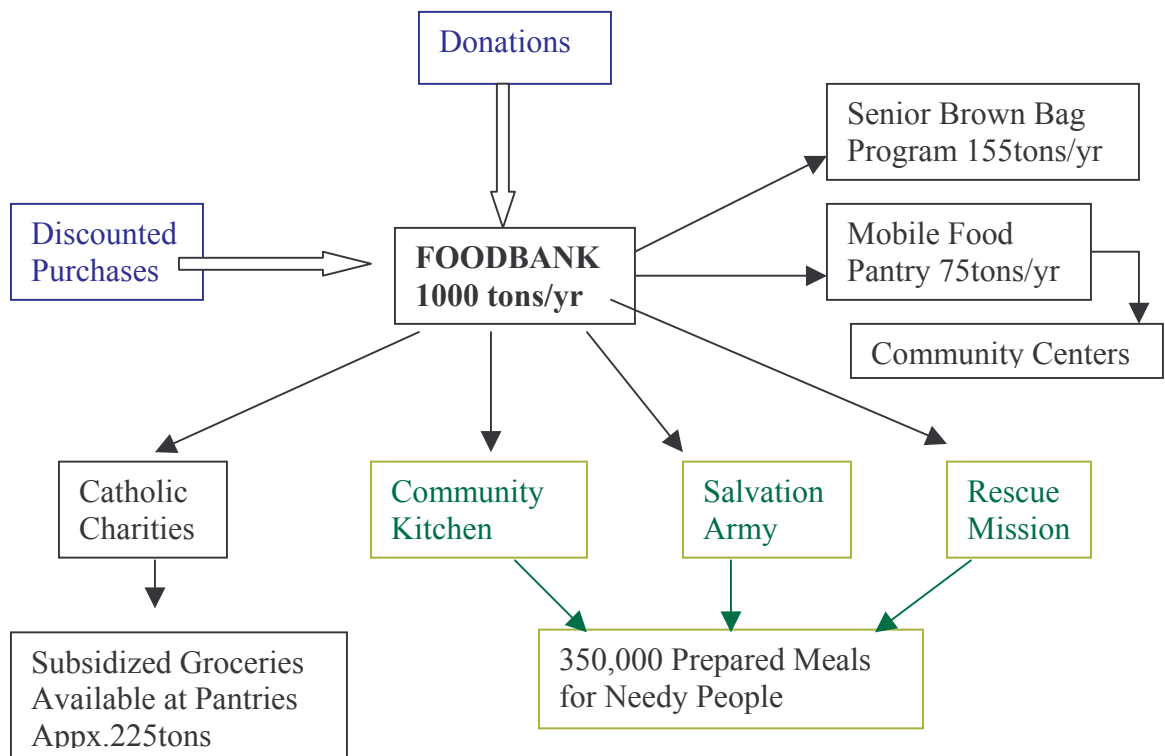 Donations
Senior Brown Bag
Program 155tons/yr
Discounted
Purchases
FOODBANK
1000 tons/yr
Mobile Food
Pantry 75tons/yr
Community Centers
Catholic
Charities
Community
Kitchen
Salvation
Army
Rescue
Mission
Subsidized Groceries
Available at Pantries
Appx.225tons
350,000 Prepared Meals
for Needy People